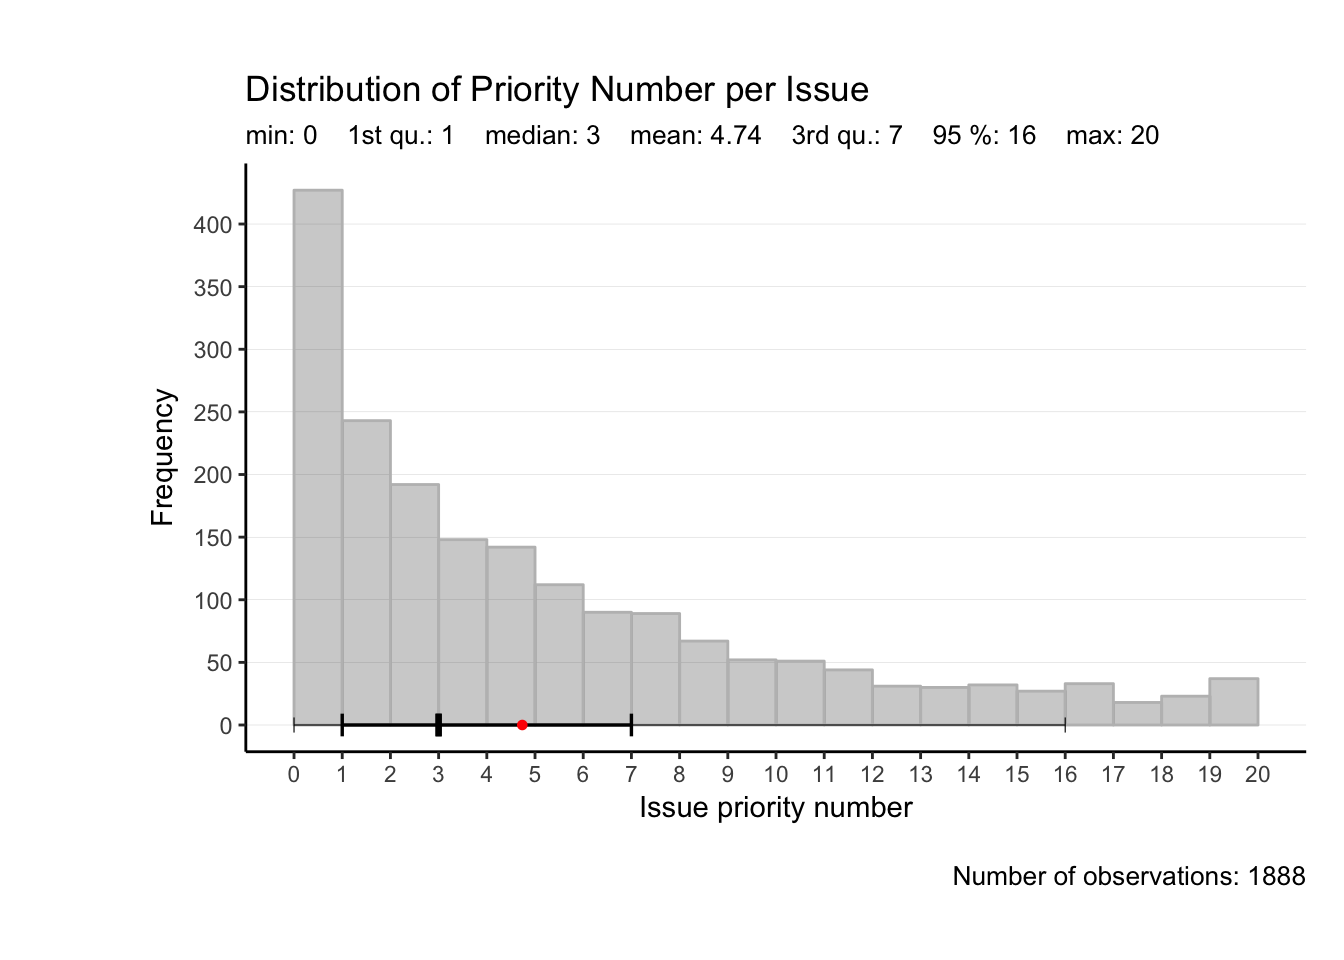 Distribution of Priority Number per Issue
min: 0 1st qu.: 1 median: 3 mean: 4.74 3rd qu.: 7 95 %: 16 max: 20
400
350
300
250
200
150
100
50
0
Frequency
0 1 2 3 4 5 6 7 8 9 10 11 12 13 14 15 16 17 18 19 20
Issue priority number
Number of observations: 1888